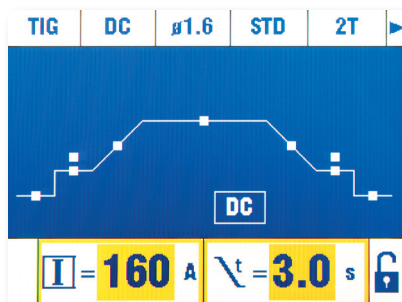 TIG DC ø1.6 STD 2T
DC
I = 160 A t = 3.0 s